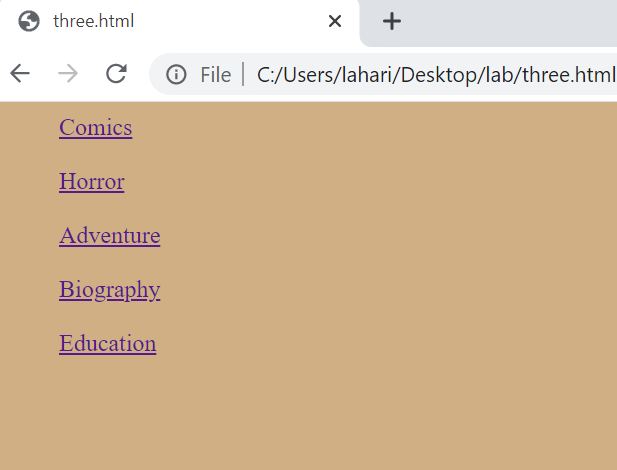 three.html
File C:/Users/lahari/Desktop/lab/three.html
Comics
Horror
Adventure
Biography
Education